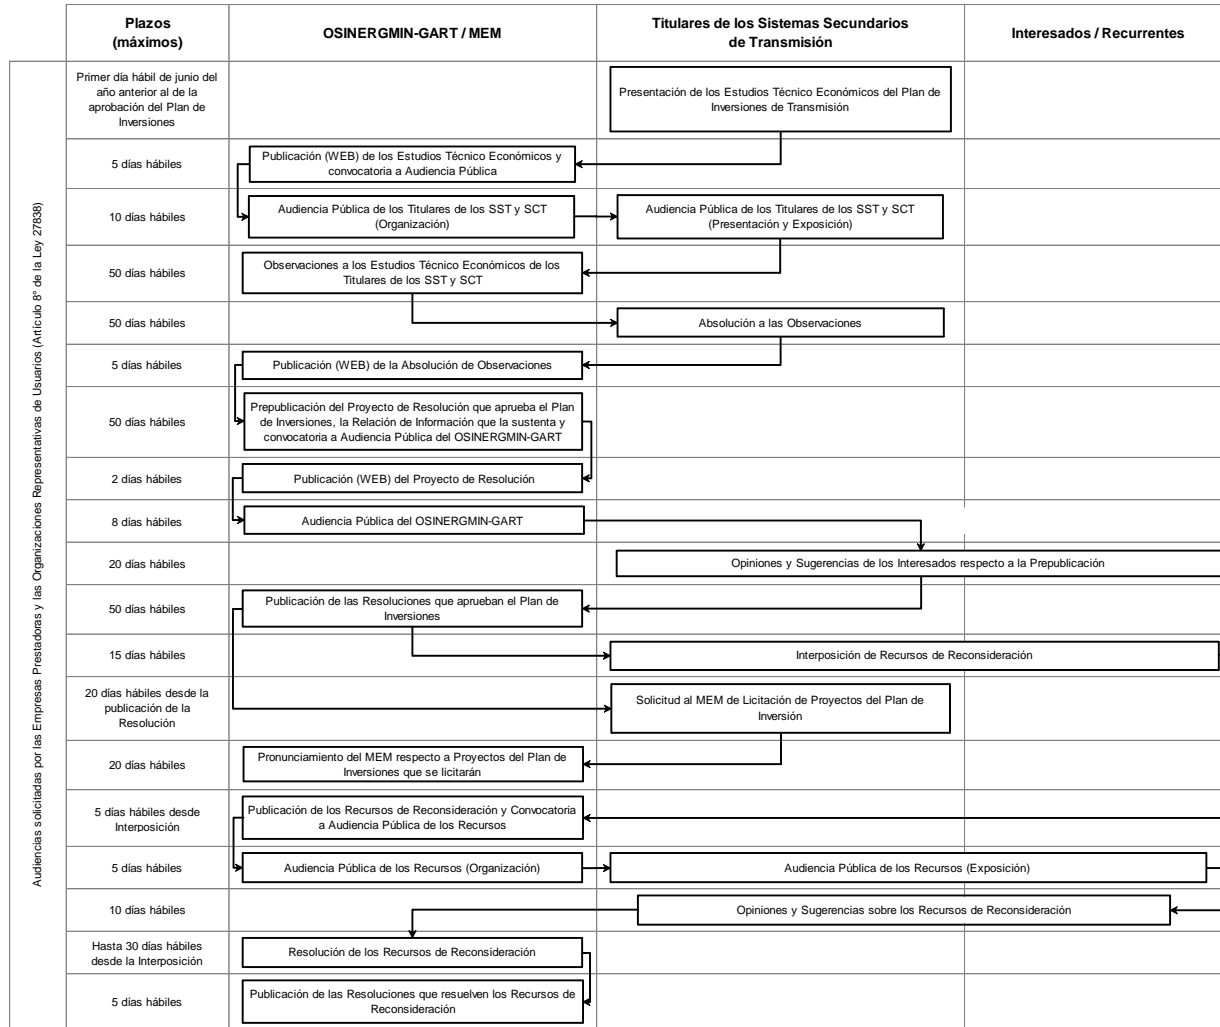 Plazos
(máximos)
OSINERGMIN-GART / MEM
Titulares de los Sistemas Secundarios
de Transmisión
Interesados / Recurrentes
Audiencias solicitadas por las Empresas Prestadoras y las Organizaciones Representativas de Usuarios (Artículo 8° de la Ley 27838)
Primer día hábil de junio del
año anterior al de la
aprobación del Plan de
Inversiones
Presentación de los Estudios Técnico Económicos del Plan de
Inversiones de Transmisión
5 días hábiles
Publicación (WEB) de los Estudios Técnico Económicos y
convocatoria a Audiencia Pública
10 días hábiles
Audiencia Pública de los Titulares de los SST y SCT
(Organización)
Audiencia Pública de los Titulares de los SST y SCT
(Presentación y Exposición)
50 días hábiles
Observaciones a los Estudios Técnico Económicos de los
Titulares de los SST y SCT
50 días hábiles
Absolución a las Observaciones
5 días hábiles
Publicación (WEB) de la Absolución de Observaciones
50 días hábiles
Prepublicación del Proyecto de Resolución que aprueba el Plan
de Inversiones, la Relación de Información que la sustenta y
convocatoria a Audiencia Pública del OSINERGMIN-GART
2 días hábiles
Publicación (WEB) del Proyecto de Resolución
8 días hábiles
Audiencia Pública del OSINERGMIN-GART
20 días hábiles
Opiniones y Sugerencias de los Interesados respecto a la Prepublicación
50 días hábiles
Publicación de las Resoluciones que aprueban el Plan de
Inversiones
15 días hábiles
Interposición de Recursos de Reconsideración
20 días hábiles desde la
publicación de la
Resolución
Solicitud al MEM de Licitación de Proyectos del Plan de
Inversión
20 días hábiles
Pronunciamiento del MEM respecto a Proyectos del Plan de
Inversiones que se licitarán
5 días hábiles desde
Interposición
Publicación de los Recursos de Reconsideración y Convocatoria
a Audiencia Pública de los Recursos
5 días hábiles
Audiencia Pública de los Recursos (Organización)
Audiencia Pública de los Recursos (Exposición)
10 días hábiles
Opiniones y Sugerencias sobre los Recursos de Reconsideración
Hasta 30 días hábiles
desde la Interposición
Resolución de los Recursos de Reconsideración
5 días hábiles
Publicación de las Resoluciones que resuelven los Recursos de
Reconsideración